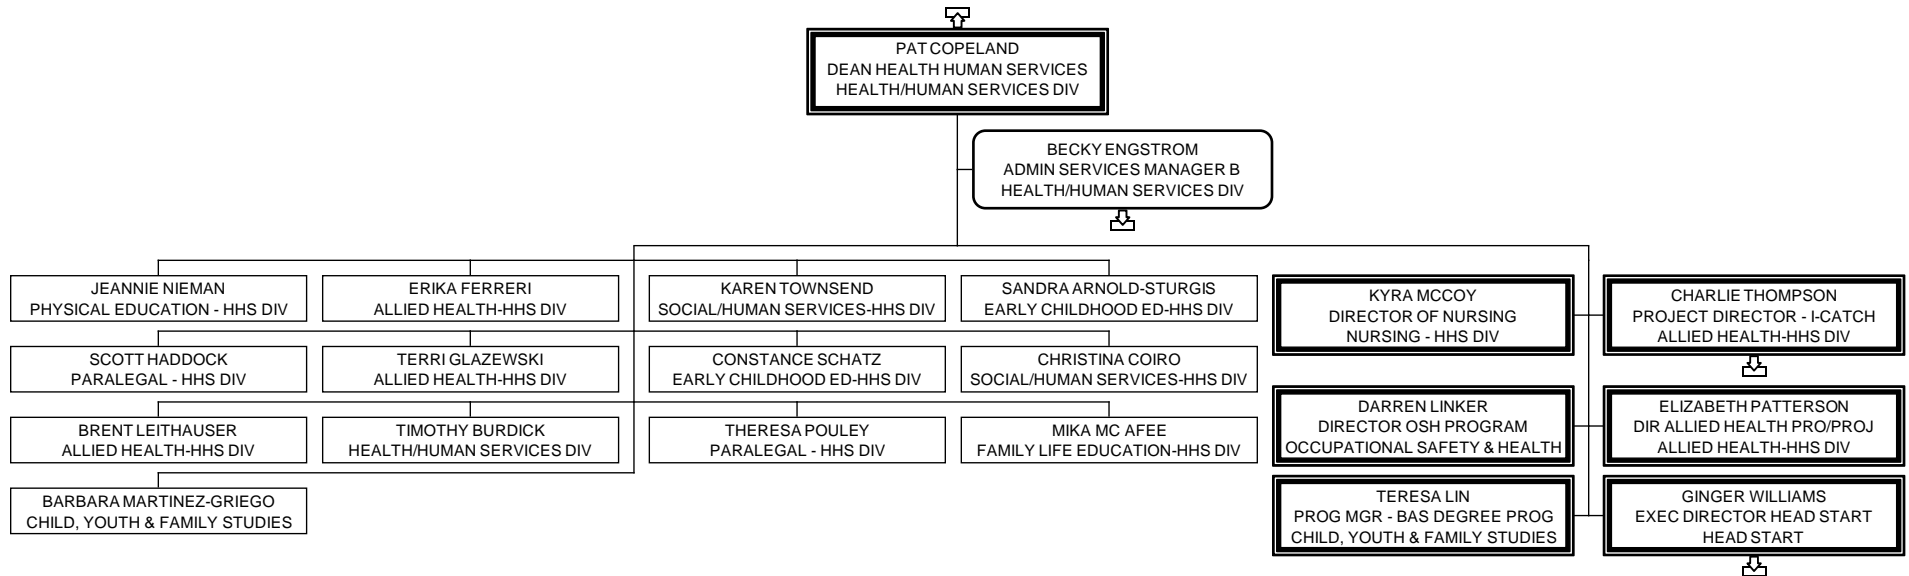 PAT COPELAND
DEAN HEALTH HUMAN SERVICES
HEALTH/HUMAN SERVICES DIV
BECKY ENGSTROM
ADMIN SERVICES MANAGER B
HEALTH/HUMAN SERVICES DIV
JEANNIE NIEMAN
PHYSICAL EDUCATION - HHS DIV
ERIKA FERRERI
ALLIED HEALTH-HHS DIV
KAREN TOWNSEND
SOCIAL/HUMAN SERVICES-HHS DIV
SANDRA ARNOLD-STURGIS
EARLY CHILDHOOD ED-HHS DIV
KYRA MCCOY
DIRECTOR OF NURSING
NURSING - HHS DIV
CHARLIE THOMPSON
PROJECT DIRECTOR - I-CATCH
ALLIED HEALTH-HHS DIV
SCOTT HADDOCK
PARALEGAL - HHS DIV
TERRI GLAZEWSKI
ALLIED HEALTH-HHS DIV
CONSTANCE SCHATZ
EARLY CHILDHOOD ED-HHS DIV
CHRISTINA COIRO
SOCIAL/HUMAN SERVICES-HHS DIV
BRENT LEITHAUSER
ALLIED HEALTH-HHS DIV
TIMOTHY BURDICK
HEALTH/HUMAN SERVICES DIV
THERESA POULEY
PARALEGAL - HHS DIV
MIKA MC AFEE
FAMILY LIFE EDUCATION-HHS DIV
DARREN LINKER
DIRECTOR OSH PROGRAM
OCCUPATIONAL SAFETY & HEALTH
ELIZABETH PATTERSON
DIR ALLIED HEALTH PRO/PROJ
ALLIED HEALTH-HHS DIV
BARBARA MARTINEZ-GRIEGO
CHILD, YOUTH & FAMILY STUDIES
TERESA LIN
PROG MGR - BAS DEGREE PROG
CHILD, YOUTH & FAMILY STUDIES
GINGER WILLIAMS
EXEC DIRECTOR HEAD START
HEAD START